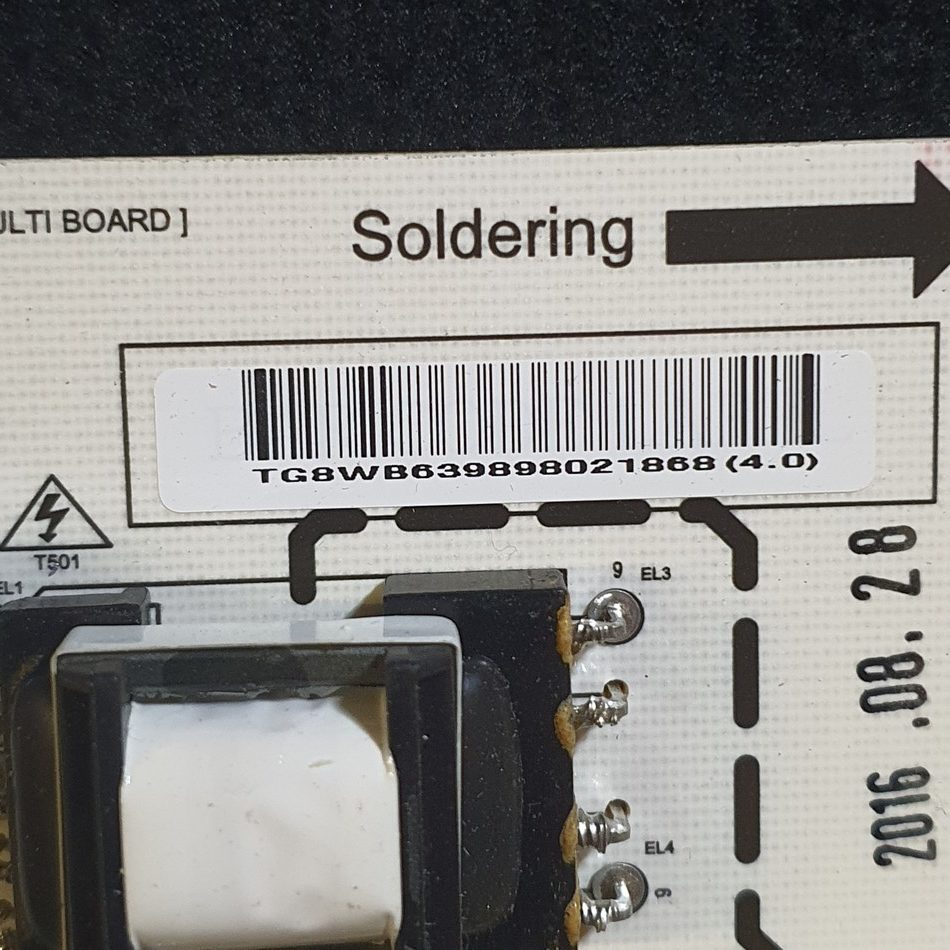 ULTI BOARD ]
Soldering
TG8WB639898021868 (4.0)
T501
EL1
9 EL3
2016 .08. 28
EL4
9